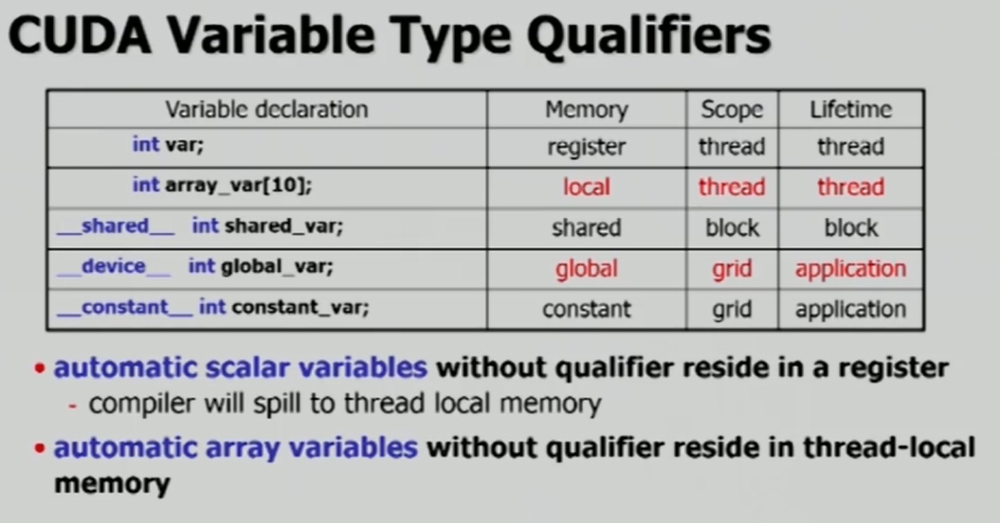 CUDA Variable Type Qualifiers
Variable declaration Memory Scope Lifetime
int var; register thread thread
int array_var[10]; local thread thread
__shared__ int shared_var; shared block block
__device__ int global_var; global grid application
__constant__ int constant_var; constant grid application
• automatic scalar variables without qualifier reside in a register
- compiler will spill to thread local memory
• automatic array variables without qualifier reside in thread-local
memory